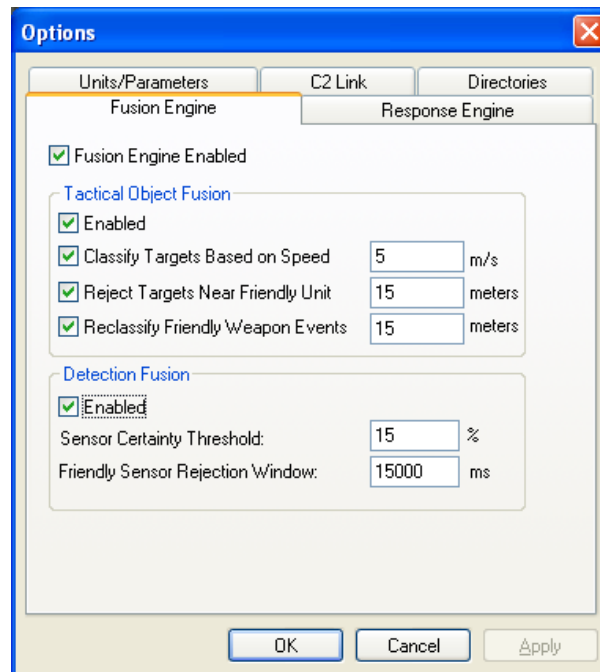 Options
Units/Parameters C2 Link Directories
Fusion Engine Response Engine
Fusion Engine Enabled
Tactical Object Fusion
Enabled
Classify Targets Based on Speed 5 m/s
Reject Targets Near Friendly Unit 15 meters
Reclassify Friendly Weapon Events 15 meters
Detection Fusion
Enabled
Sensor Certainty Threshold: 15 %
Friendly Sensor Rejection Window: 15000 ms
OK Cancel Apply